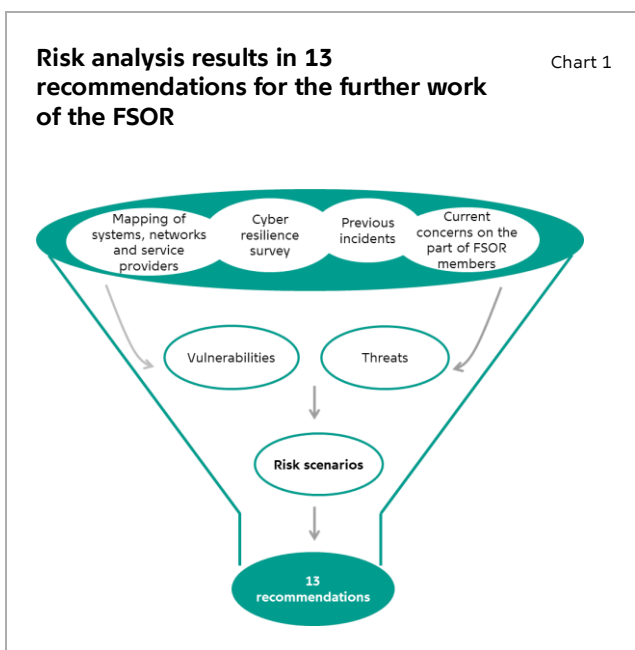 Risk analysis results in 13
recommendations for the further work
of the FSOR
Chart 1
Mapping of
systems, networks
and service
providers
Cyber
resilience
survey
Previous
incidents
Current
concerns on the
part of FSOR
members
Vulnerabilities
Threats
Risk scenarios
13
recommendations